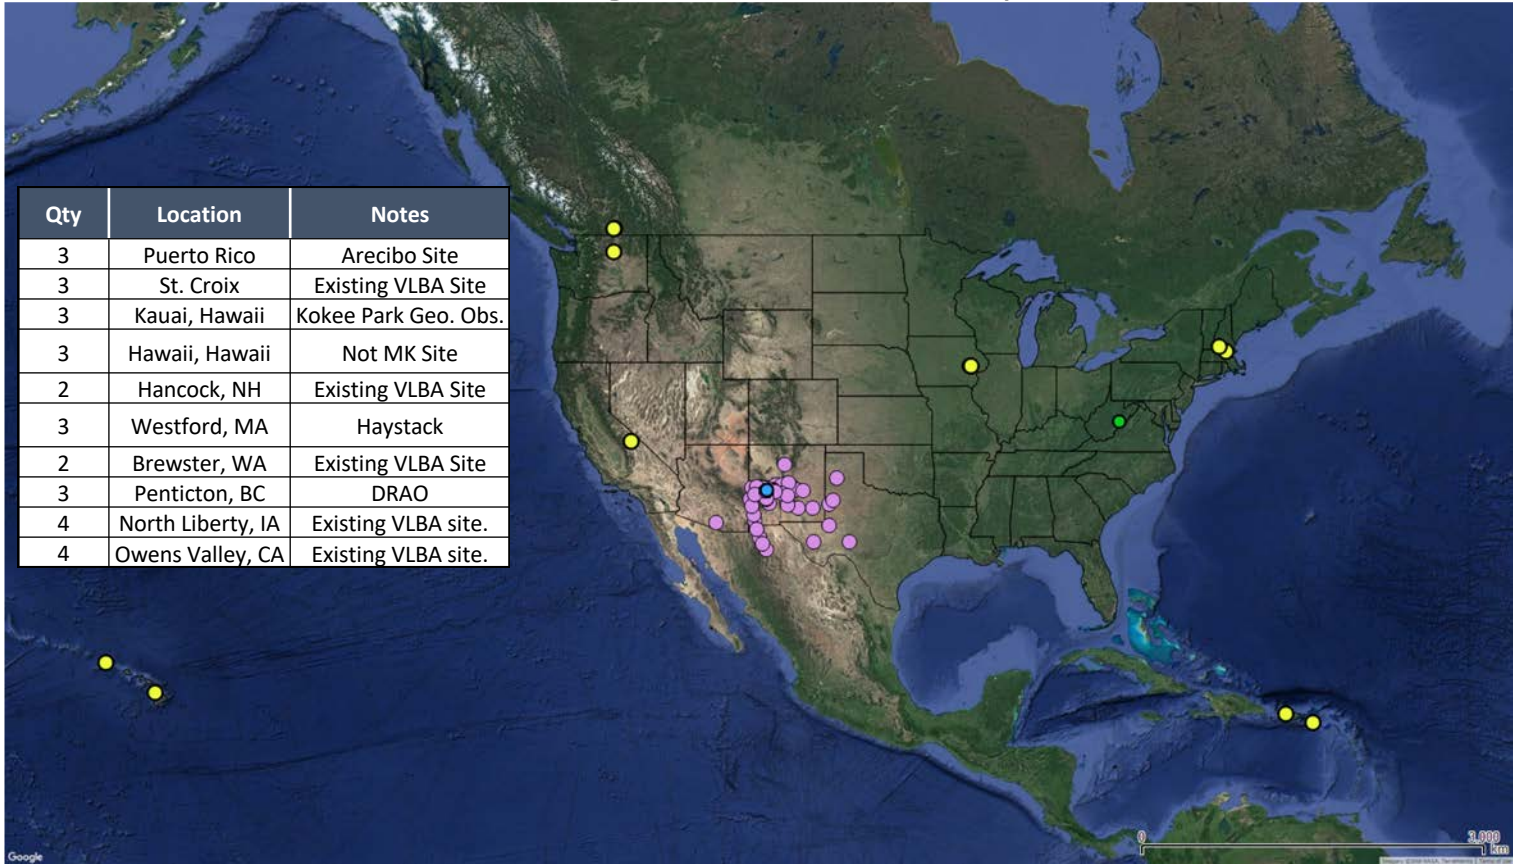 Qty Location Notes
3 Puerto Rico Arecibo Site
3 St. Croix Existing VLBA Site
3 Kauai, Hawaii Kokee Park Geo. Obs.
3 Hawaii, Hawaii Not MK Site
2 Hancock, NH Existing VLBA Site
3 Westford, MA Haystack
2 Brewster, WA Existing VLBA Site
3 Penticton, BC DRAO
4 North Liberty, IA Existing VLBA site.
4 Owens Valley, CA Existing VLBA site.
0 3,000
km
Google